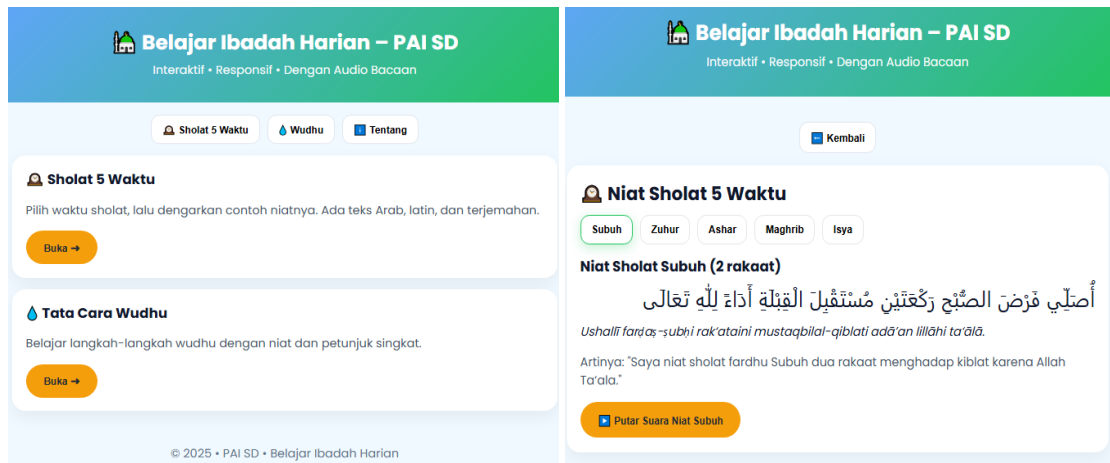 Belajar Ibadah Harian – PAI SD
Interaktif • Responsif • Dengan Audio Bacaan
Sholat 5 Waktu
Wudhu
Tentang
Sholat 5 Waktu
Pilih waktu sholat, lalu dengarkan contoh niatnya. Ada teks Arab, latin, dan terjemahan.
Buka ➜
Tata Cara Wudhu
Belajar langkah-langkah wudhu dengan niat dan petunjuk singkat.
Buka ➜
© 2025 • PAI SD • Belajar Ibadah Harian
Belajar Ibadah Harian – PAI SD
Interaktif • Responsif • Dengan Audio Bacaan
Kembali
Niat Sholat 5 Waktu
Subuh
Zuhur
Ashar
Maghrib
Isya
Niat Sholat Subuh (2 rakaat)
أُصَلِّي فَرْضَ الصُّبْحِ رَكْعَتَيْنِ مُسْتَقْبِلَ الْقِبْلَةِ أَدَاءً لِلّٰهِ تَعَالَى
Ushallī farḍaṣ-ṣubḥi rak‘ataini mustaqbilal-qiblati adā’an lillāhi ta‘ālā.
Artinya: "Saya niat sholat fardhu Subuh dua rakaat menghadap kiblat karena Allah
Ta’ala."
Putar Suara Niat Subuh